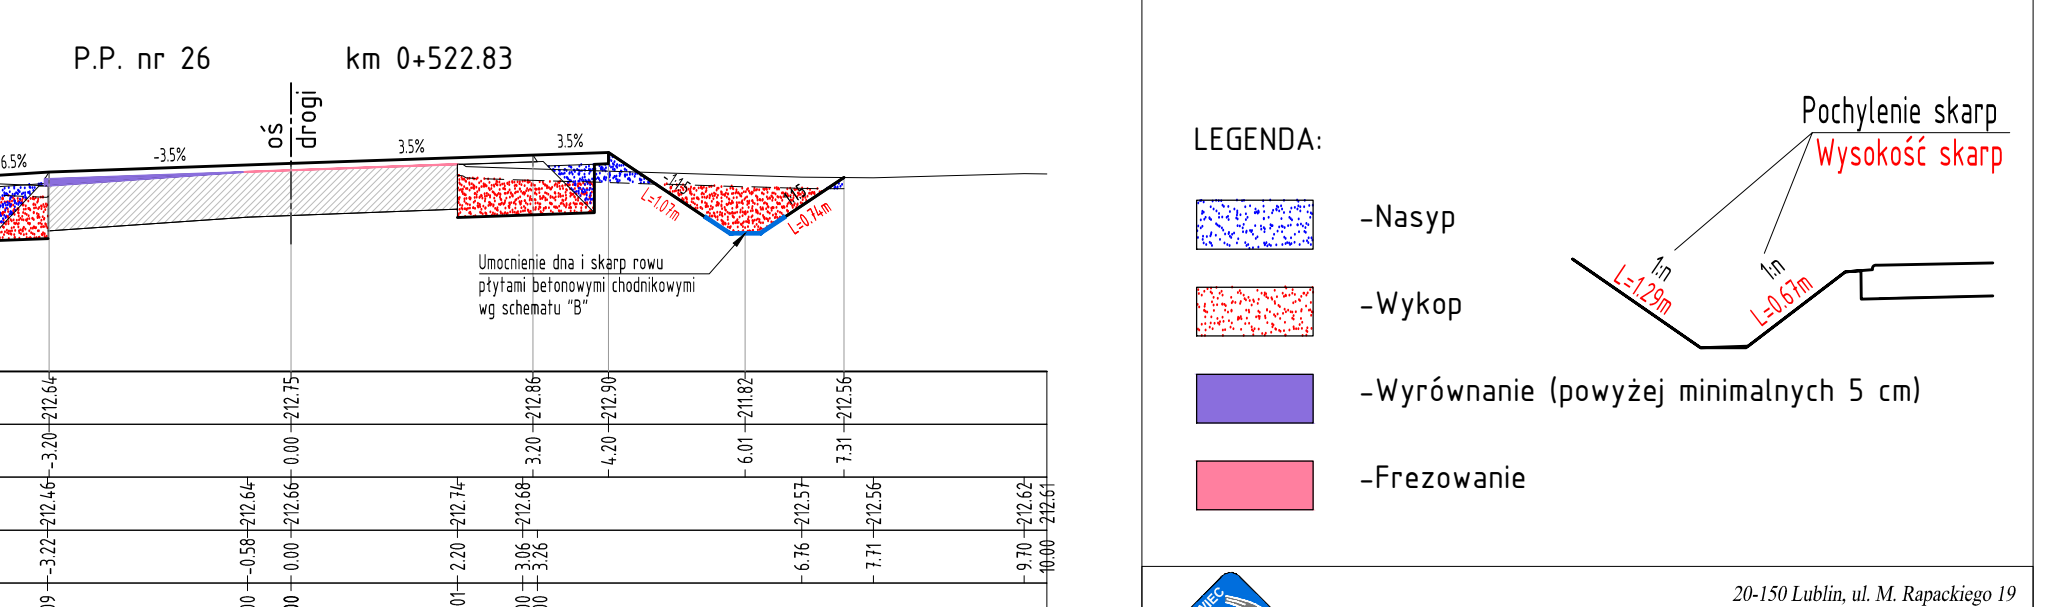 P.P. nr 26 km 0+522.83
oś
drogi
6.5%
-3.5%
3.5%
3.5%
-1:1.5
L=1.07m
1:1.5
L=0.74m
Umocnienie dna i skarp rowu
płytami betonowymi chodnikowymi
wg schematu "B"
212.64 212.75 212.86 212.90 211.82 212.56
-3.20 0.00 3.20 4.20 6.01 7.31
212.46 212.64 212.66 212.74 212.68 212.57 212.56 212.62 212.61
-3.22 -0.58 0.00 2.20 3.06 3.26 6.76 7.71 9.70 10.00
LEGENDA:
-Nasyp
-Wykop
-Wyrównanie (powyżej minimalnych 5 cm)
-Frezowanie
Pochylenie skarp
Wysokość skarp
1:n
L=1.29m
1:n
L=0.67m
20-150 Lublin, ul. M. Rapackiego 19